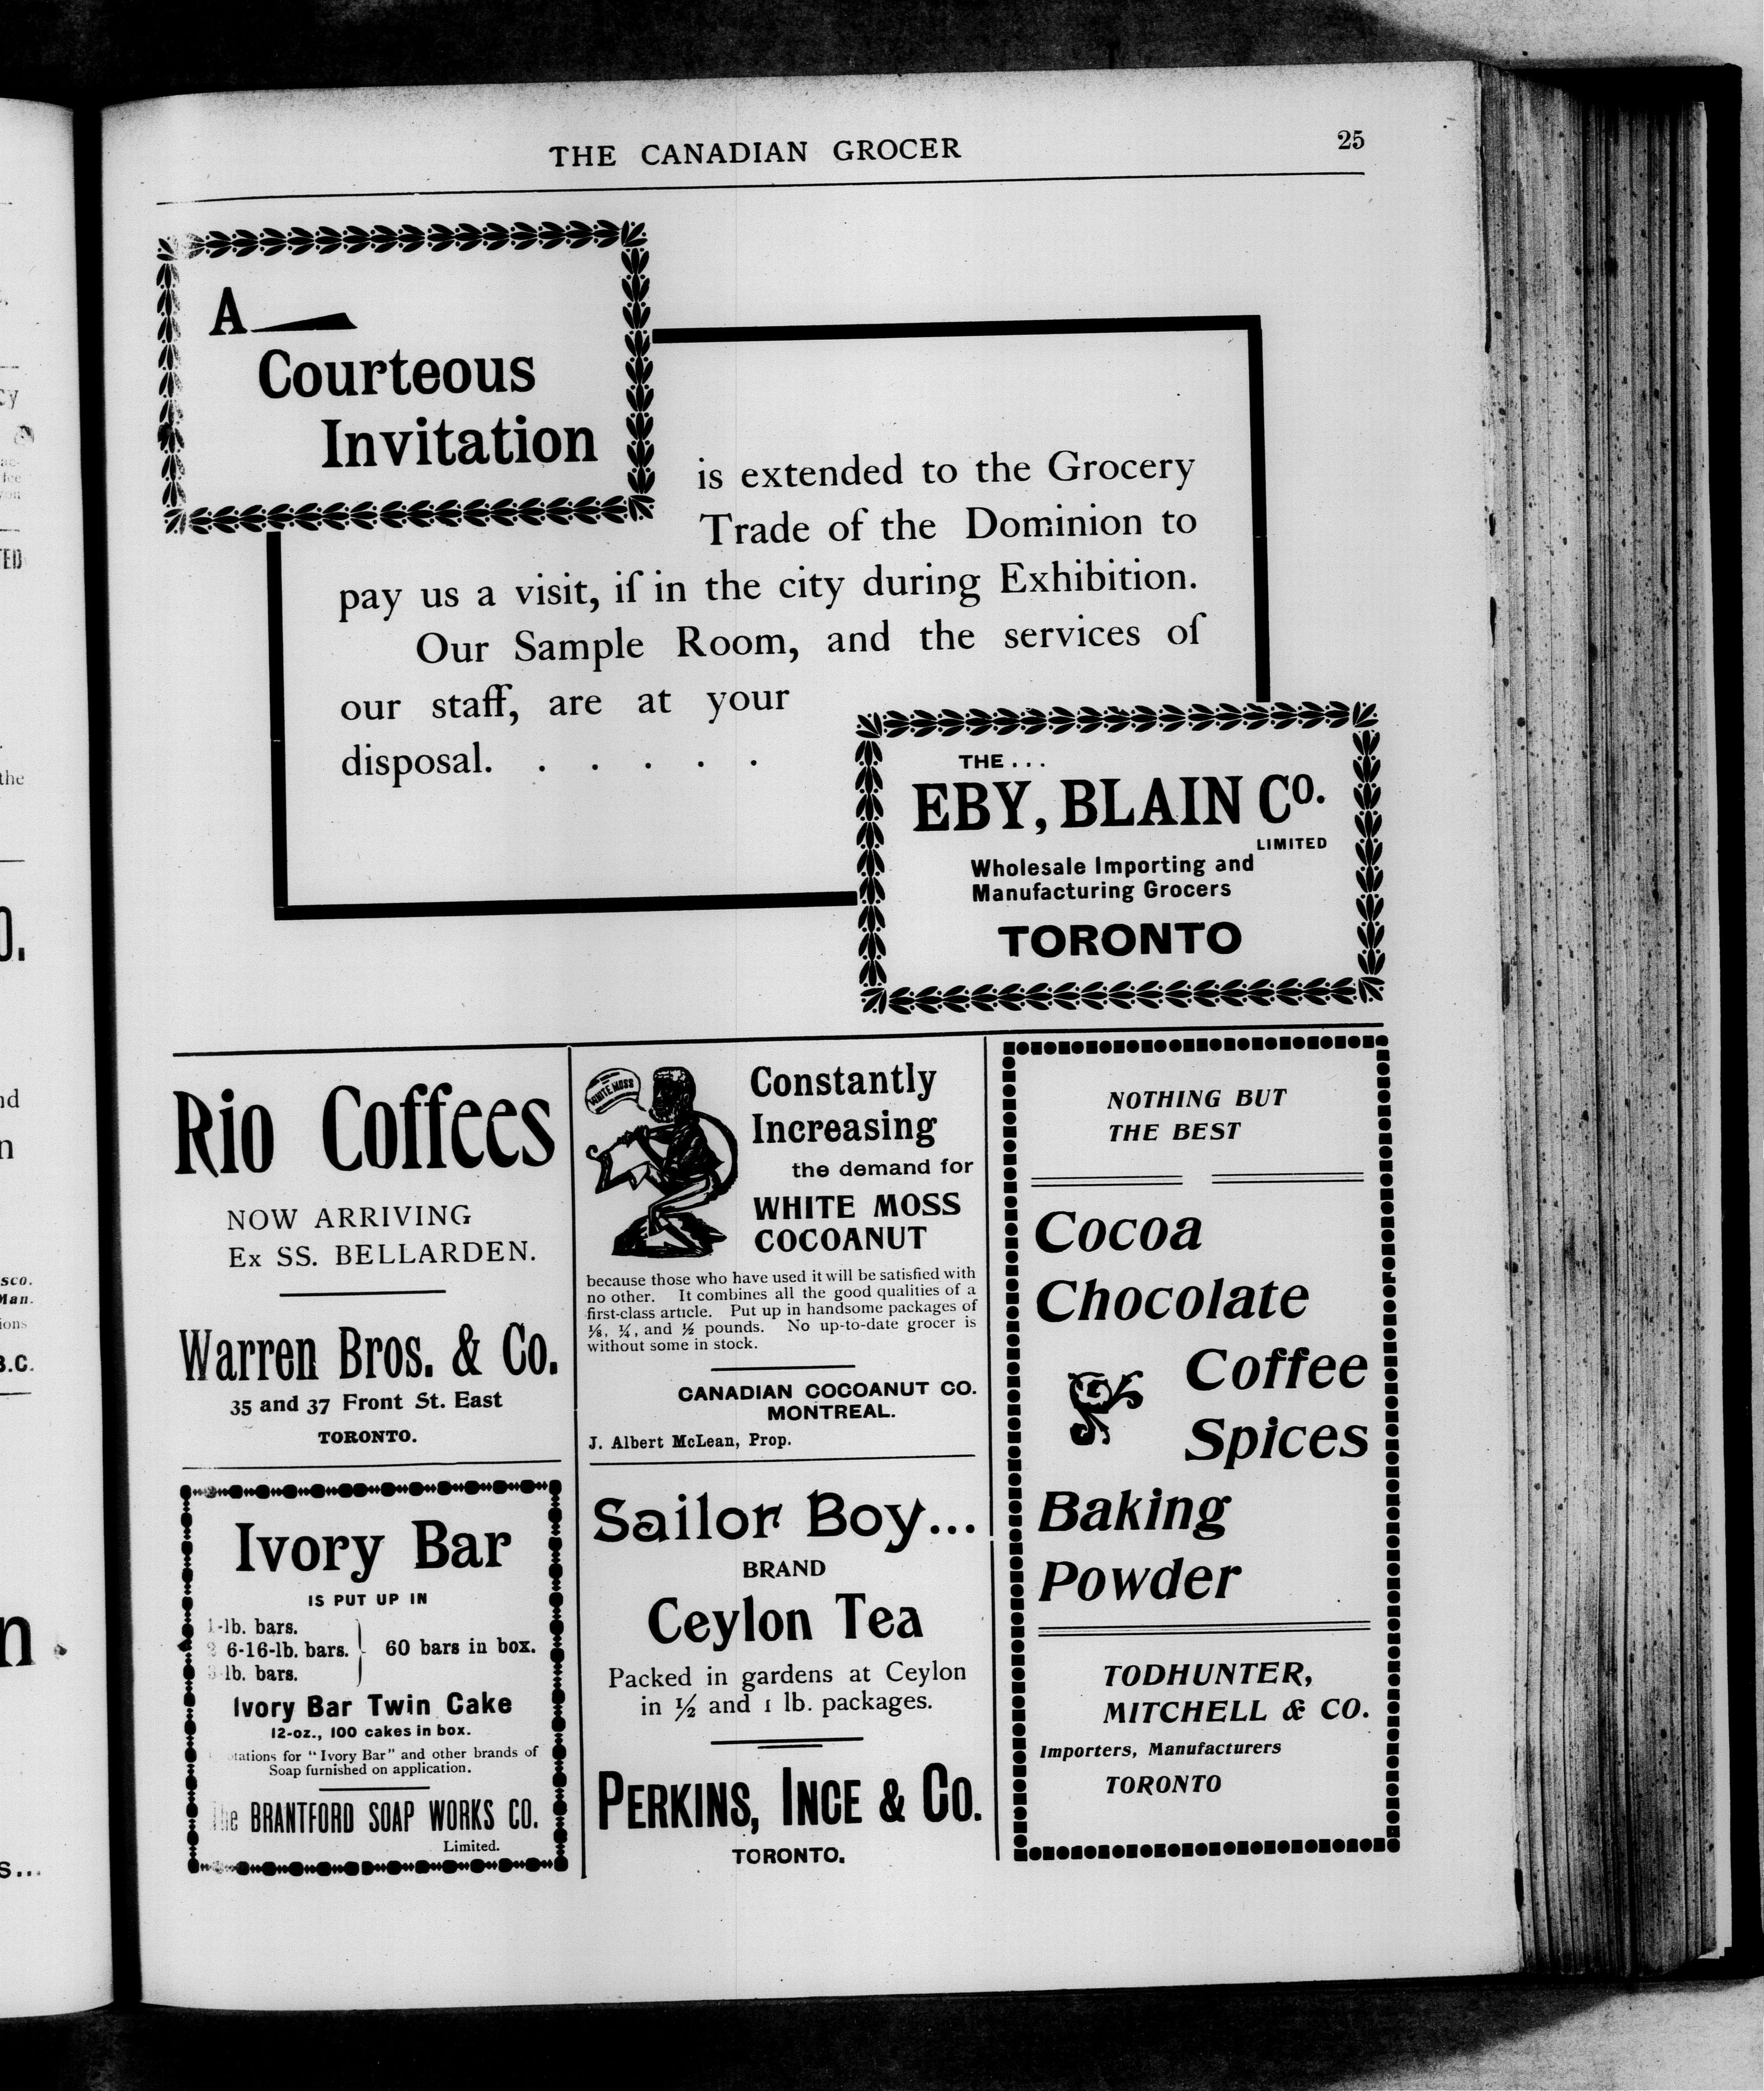 THE CANADIAN GROCER
25
A
Courteous
Invitation
is extended to the Grocery
Trade of the Dominion to
pay us a visit, if in the city during Exhibition.
Our Sample Room, and the services of
our staff, are at your
disposal. . . . . .
THE . . .
EBY, BLAIN CO.
LIMITED
Wholesale Importing and
Manufacturing Grocers
TORONTO
Rio Coffees
NOW ARRIVING
Ex SS. BELLARDEN.
Warren Bros. & Co.
35 and 37 Front St. East
TORONTO.
Ivory Bar
IS PUT UP IN
1-lb. bars.
2 6-16-lb. bars.
3 lb. bars.
60 bars in box.
Ivory Bar Twin Cake
12-oz., 100 cakes in box.
for "Ivory Bar" and other brands of
Soap furnished on application.
The BRANTFORD SOAP WORKS CO.
Limited.
WHITE MOSS
Constantly
Increasing
the demand for
WHITE MOSS
COCOANUT
because those who have used it will be satisfied with
no other. It combines all the good qualities of a
first-class article. Put up in handsome packages of
⅛, ¼, and ½ pounds. No up-to-date grocer is
without some in stock.
CANADIAN COCOANUT CO.
MONTREAL.
J. Albert McLean, Prop.
Sailor Boy...
BRAND
Ceylon Tea
Packed in gardens at Ceylon
in ½ and 1 lb. packages.
PERKINS, INCE & CO.
TORONTO.
NOTHING BUT
THE BEST
Cocoa
Chocolate
Coffee
Spices
Baking
Powder
TODHUNTER,
MITCHELL & CO.
Importers, Manufacturers
TORONTO